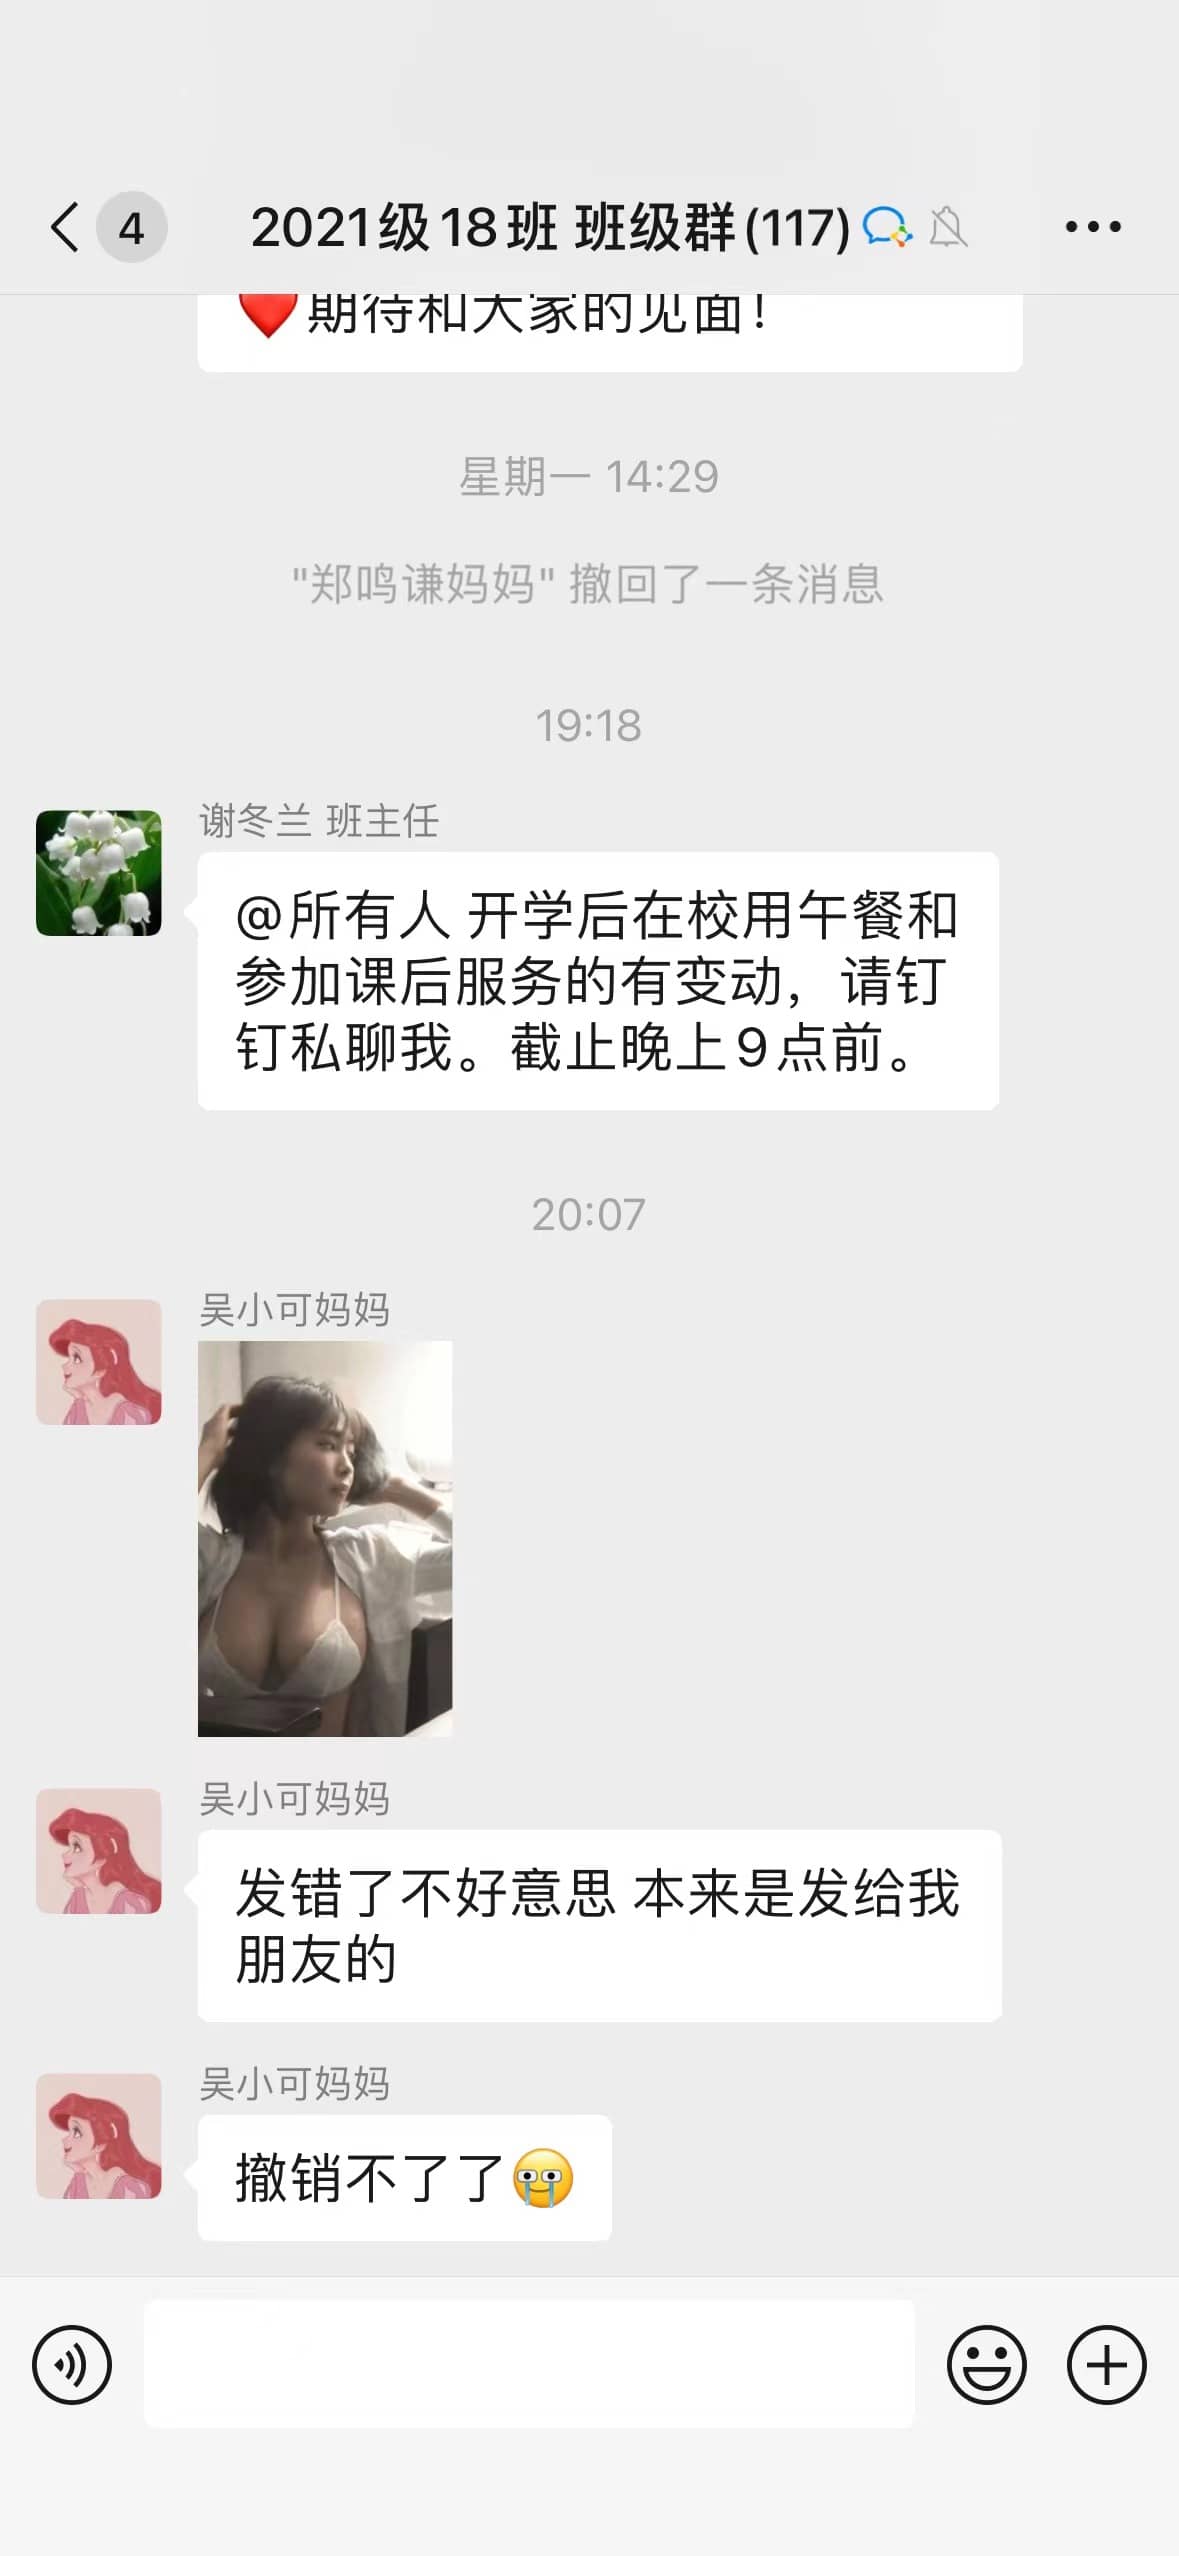 4
2021级18班 班级群(117)
❤️期待和大家的见面！
星期一 14:29
"郑鸣谦妈妈" 撤回了一条消息
19:18
谢冬兰 班主任
@所有人 开学后在校用午餐和
参加课后服务的有变动，请钉
钉私聊我。截止晚上9点前。
20:07
吴小可妈妈
吴小可妈妈
发错了不好意思 本来是发给我
朋友的
吴小可妈妈
撤销不了了😭